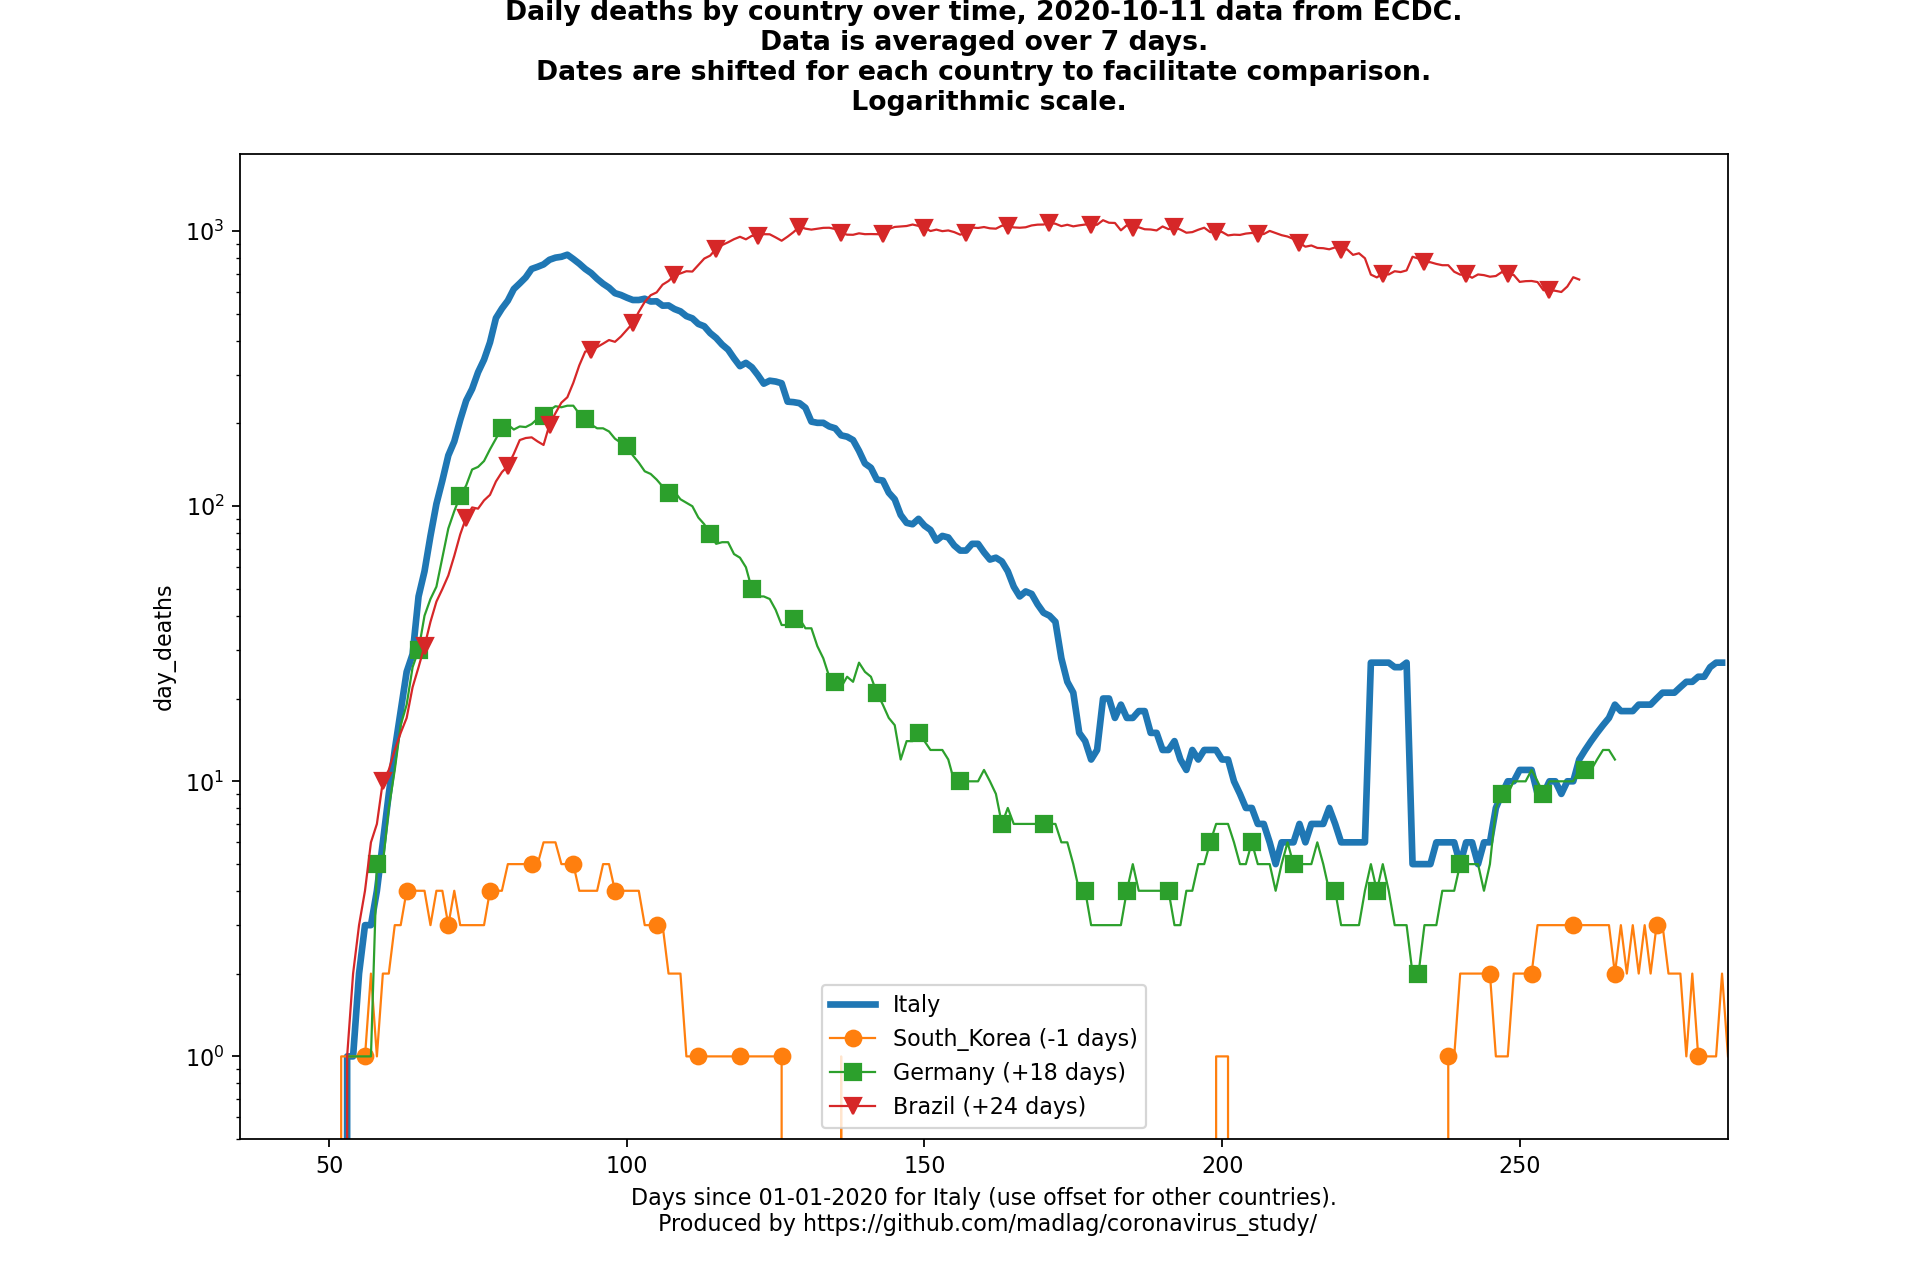 Daily deaths by country over time, 2020-10-11 data from ECDC.
Data is averaged over 7 days.
Dates are shifted for each country to facilitate comparison.
Logarithmic scale.
10³
10²
10¹
10⁰
day_deaths
Italy
South_Korea (-1 days)
Germany (+18 days)
Brazil (+24 days)
50 100 150 200 250
Days since 01-01-2020 for Italy (use offset for other countries).
Produced by https://github.com/madlag/coronavirus_study/